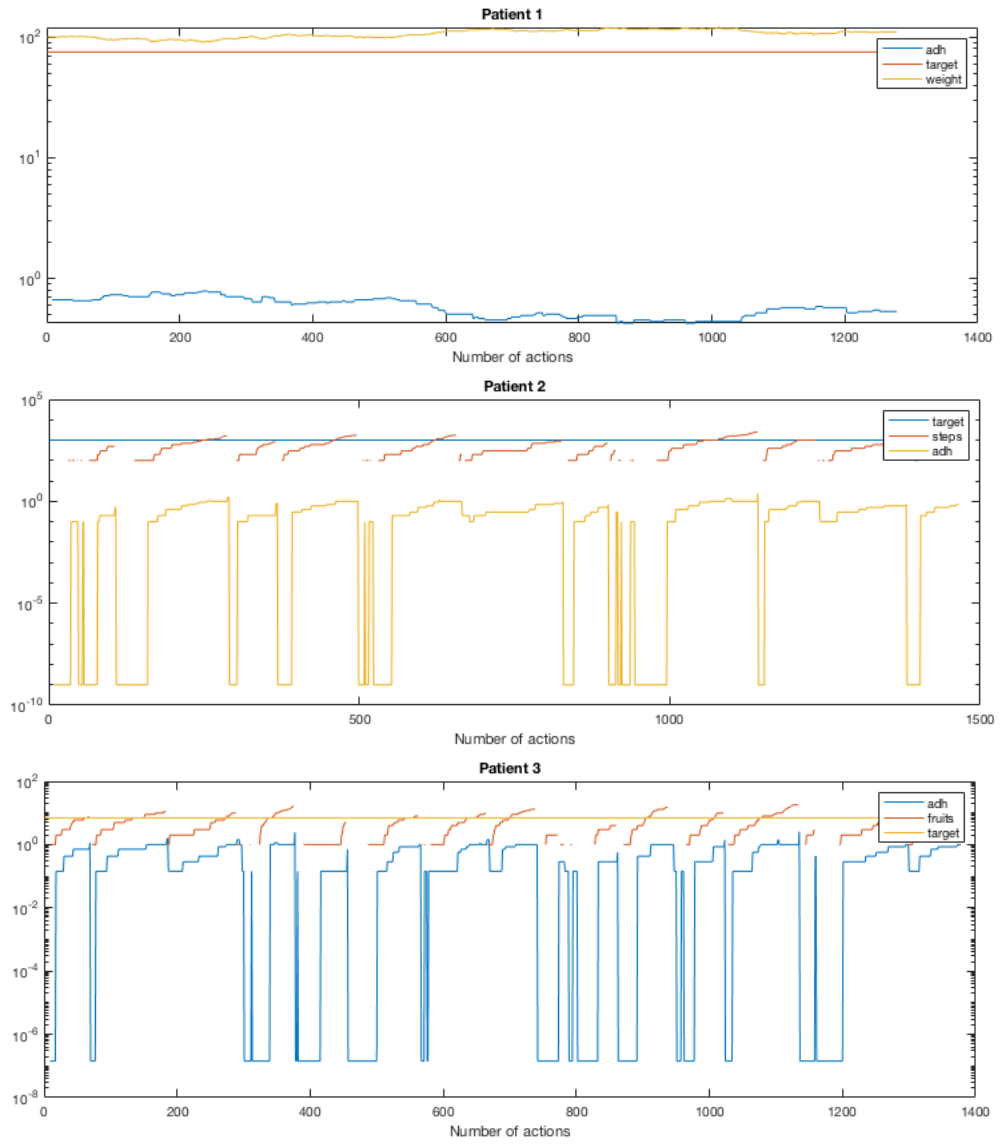 Patient 1
10^2
10^1
10^0
adh
target
weight
0 200 400 600 800 1000 1200 1400
Number of actions
Patient 2
10^5
10^0
10^-5
10^-10
target
steps
adh
0 500 1000 1500
Number of actions
Patient 3
10^2
10^0
10^-2
10^-4
10^-6
10^-8
adh
fruits
target
0 200 400 600 800 1000 1200 1400
Number of actions